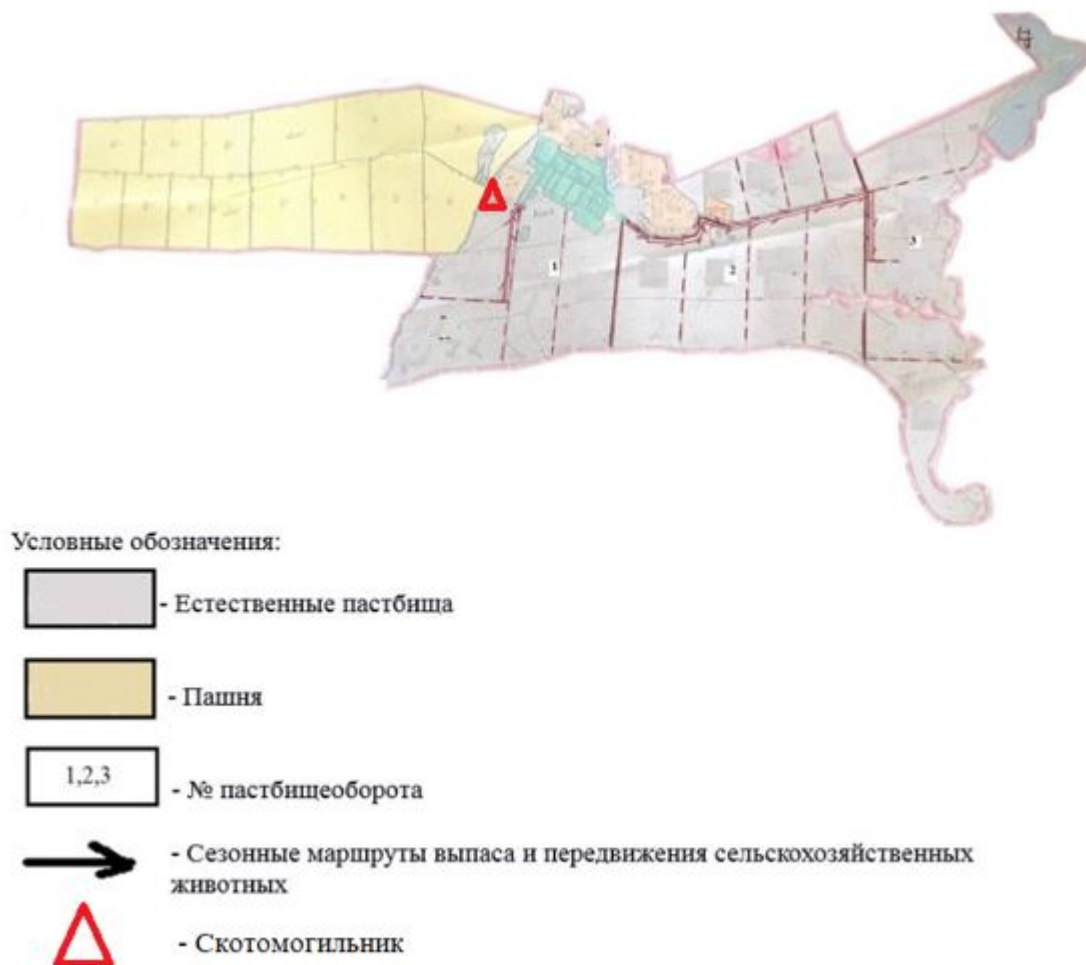 1
2
3
Условные обозначения:
- Естественные пастбища
- Пашня
1,2,3
- № пастбищеоборота
- Сезонные маршруты выпаса и передвижения сельскохозяйственных
животных
- Скотомогильник